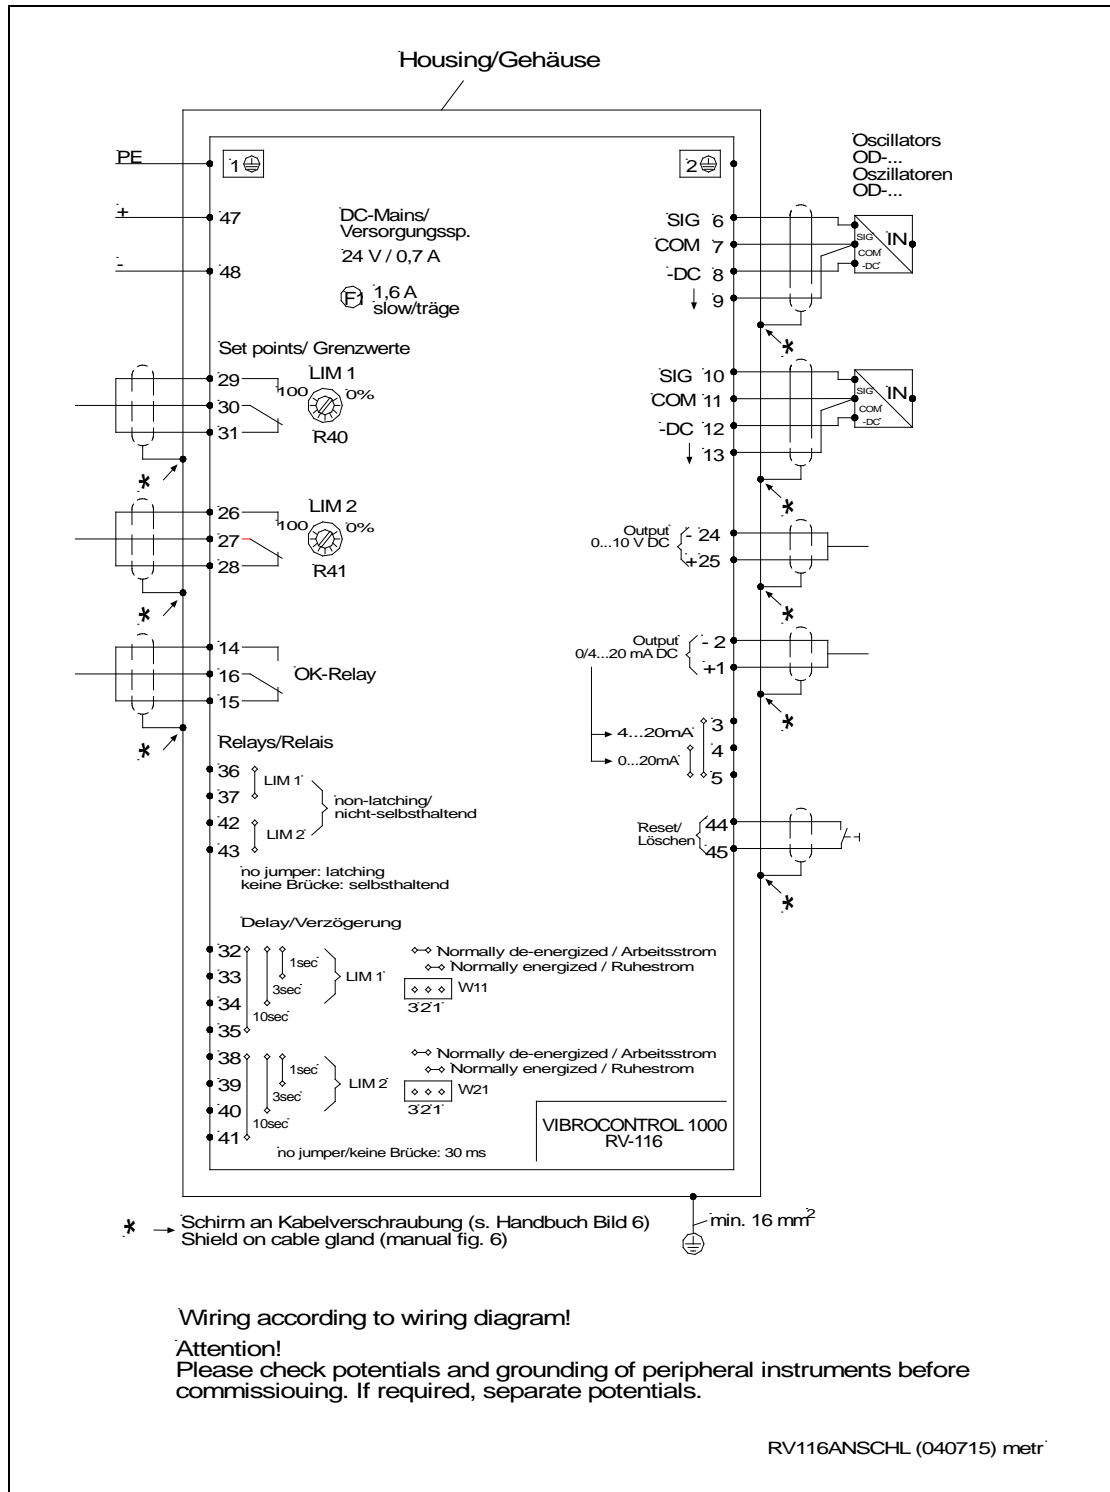 Housing/Gehäuse
PE
1
2
+
47
-
48
DC-Mains/
Versorgungssp.
24 V / 0,7 A
F1
1,6 A
slow/träge
Oscillators
OD-...
Oszillatoren
OD-...
SIG 6
COM 7
-DC 8
9
SIG
COM
-DC
IN
*
Set points/ Grenzwerte
29
30
31
LIM 1
100
0%
R40
*
SIG 10
COM 11
-DC 12
13
SIG
COM
-DC
IN
*
26
27
28
LIM 2
100
0%
R41
*
Output
0...10 V DC
- 24
+25
*
14
16
15
OK-Relay
*
Output
0/4...20 mA DC
- 2
+1
*
4...20mA
0...20mA
3
4
5
Relays/Relais
36
37
42
43
LIM 1
LIM 2
non-latching/
nicht-selbsthaltend
no jumper: latching
keine Brücke: selbsthaltend
Reset/
Löschen
44
45
*
Delay/Verzögerung
32
33
34
35
1sec
3sec
10sec
LIM 1
Normally de-energized / Arbeitsstrom
Normally energized / Ruhestrom
W11
321
38
39
40
41
1sec
3sec
10sec
LIM 2
Normally de-energized / Arbeitsstrom
Normally energized / Ruhestrom
W21
321
no jumper/keine Brücke: 30 ms
VIBROCONTROL 1000
RV-116
* Schirm an Kabelverschraubung (s. Handbuch Bild 6)
Shield on cable gland (manual fig. 6)
min. 16 mm²
Wiring according to wiring diagram!
Attention!
Please check potentials and grounding of peripheral instruments before
commissiouing. If required, separate potentials.
RV116ANSCHL (040715) metr